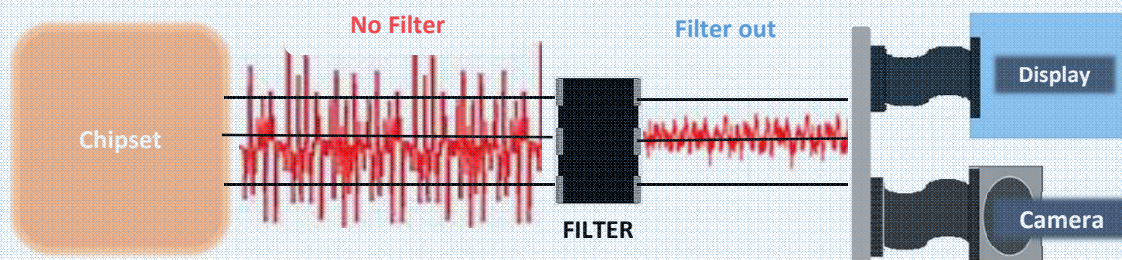 No Filter
Filter out
Display
Chipset
FILTER
Camera